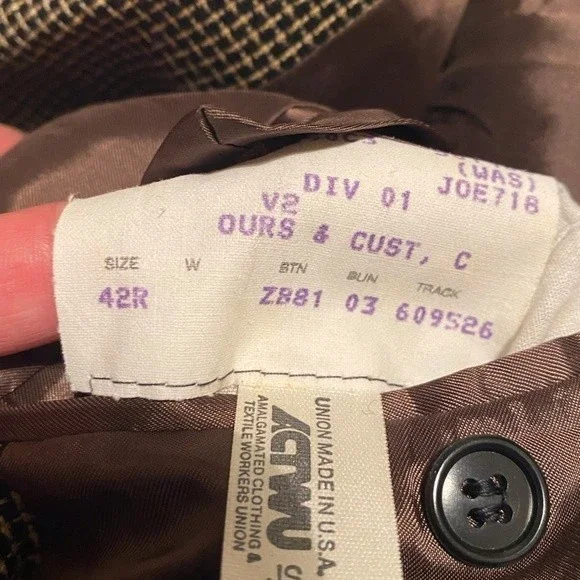 (WAS)
DIV 01 JOE718
V2
OURS & CUST, C
SIZE W BTN BUN TRACK
42R ZB81 03 609526
ACTWU
UNION MADE IN U.S.A.
AMALGAMATED CLOTHING &
TEXTILE WORKERS UNION